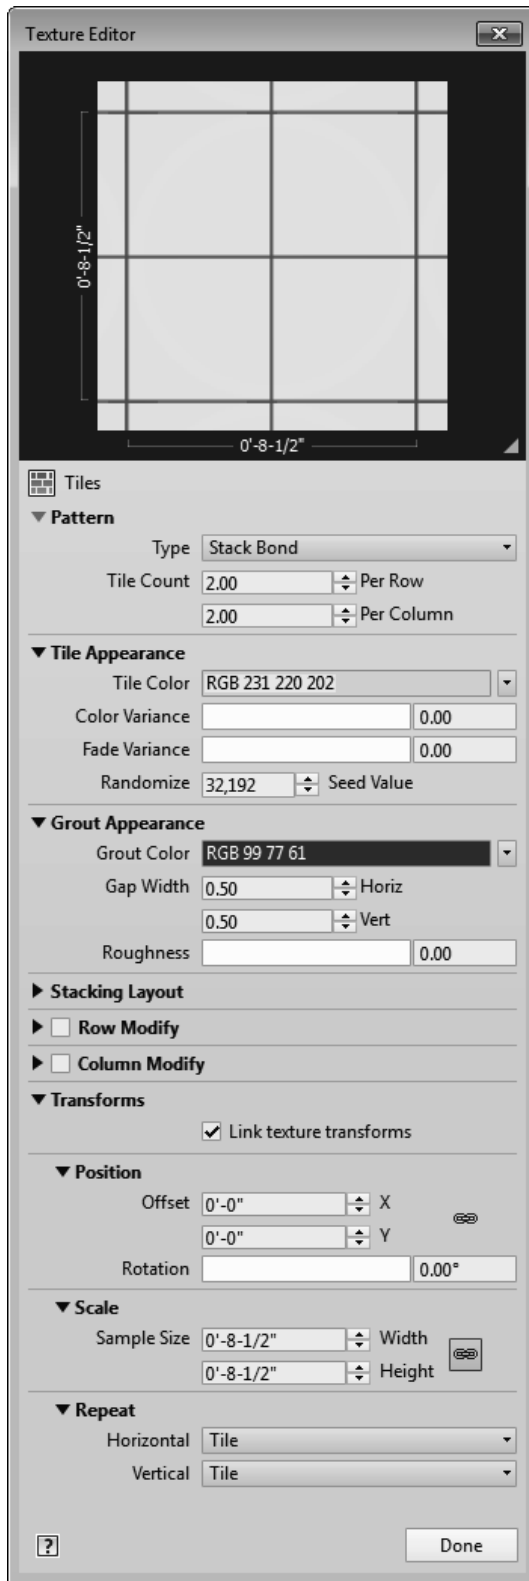 Texture Editor
0'-8-1/2"
0'-8-1/2"
Tiles
Pattern
Type Stack Bond
Tile Count 2.00 Per Row
2.00 Per Column
Tile Appearance
Tile Color RGB 231 220 202
Color Variance 0.00
Fade Variance 0.00
Randomize 32,192 Seed Value
Grout Appearance
Grout Color RGB 99 77 61
Gap Width 0.50 Horiz
0.50 Vert
Roughness 0.00
Stacking Layout
Row Modify
Column Modify
Transforms
Link texture transforms
Position
Offset 0'-0" X
0'-0" Y
Rotation 0.00°
Scale
Sample Size 0'-8-1/2" Width
0'-8-1/2" Height
Repeat
Horizontal Tile
Vertical Tile
? Done